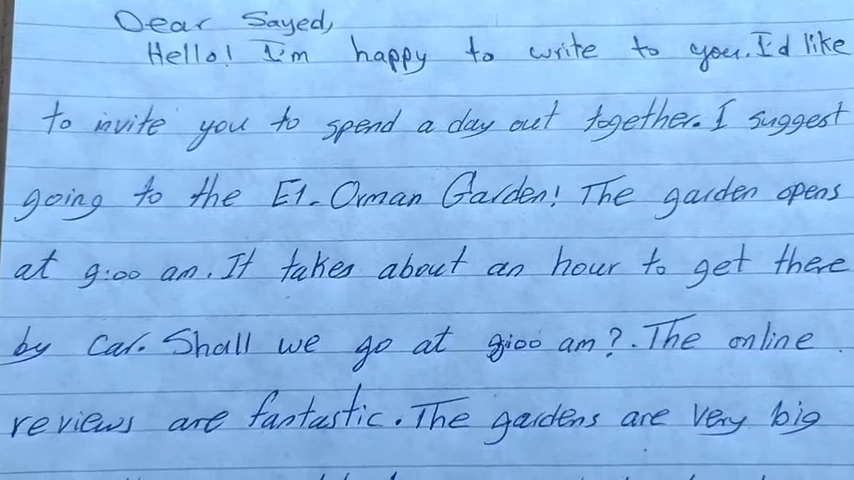 Dear Sayed,
Hello! I'm happy to write to you. I'd like
to invite you to spend a day out together. I suggest
going to the El-Orman Garden! The garden opens
at 9:00 am. It takes about an hour to get there
by car. Shall we go at 9:00 am?. The online
reviews are fantastic. The gardens are very big